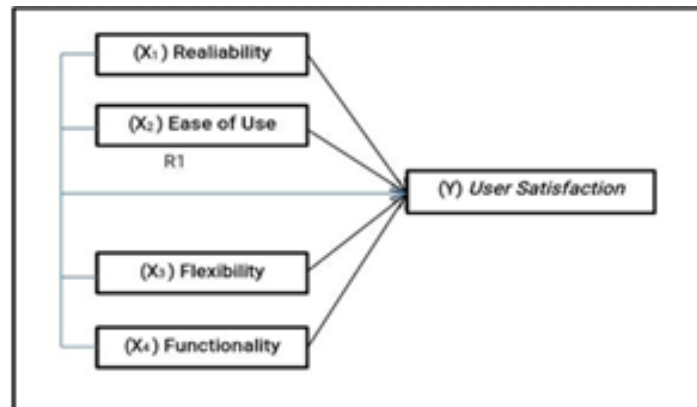 (X₁) Realiability
(X₂) Ease of Use
R1
(Y) User Satisfaction
(X₃) Flexibility
(X₄) Functionality